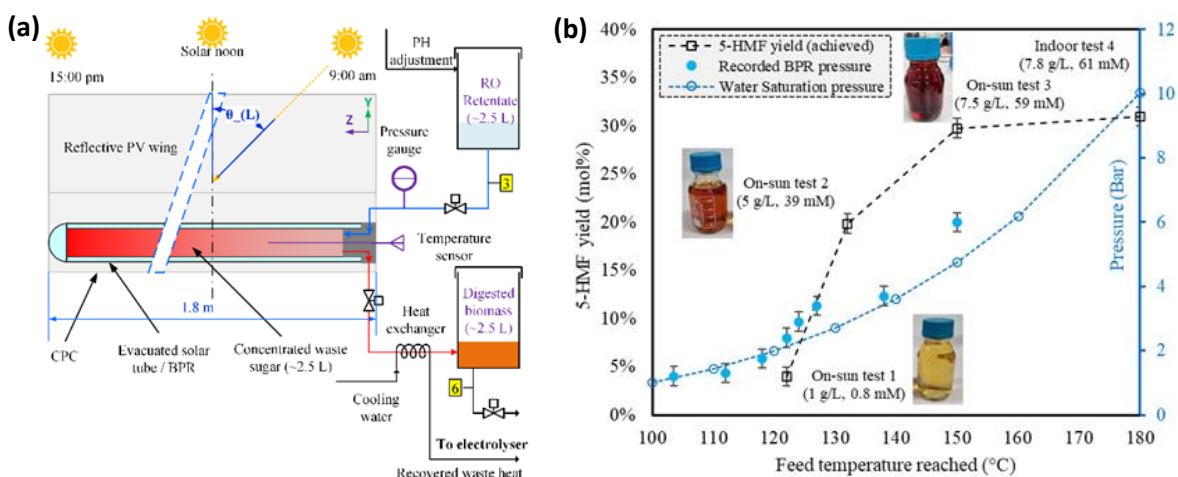 (a)
15:00 pm
Solar noon
9:00 am
PH
adjustment
RO
Retentate
(~2.5 L)
θ_(L)
Y
Z
Reflective PV wing
Pressure
gauge
3
Temperature
sensor
1.8 m
Heat
exchanger
Digested
biomass
(~2.5 L)
CPC
Evacuated solar
tube / BPR
Concentrated waste
sugar (~2.5 L)
Cooling
water
6
To electrolyser
Recovered waste heat
(b)
5-HMF yield (achieved)
Recorded BPR pressure
Water Saturation pressure
Indoor test 4
(7.8 g/L, 61 mM)
On-sun test 3
(7.5 g/L, 59 mM)
On-sun test 2
(5 g/L, 39 mM)
On-sun test 1
(1 g/L, 0.8 mM)
5-HMF yield (mol%)
40%
35%
30%
25%
20%
15%
10%
5%
0%
100 110 120 130 140 150 160 170 180
Feed temperature reached (°C)
12
10
8
6
4
2
0
Pressure (Bar)